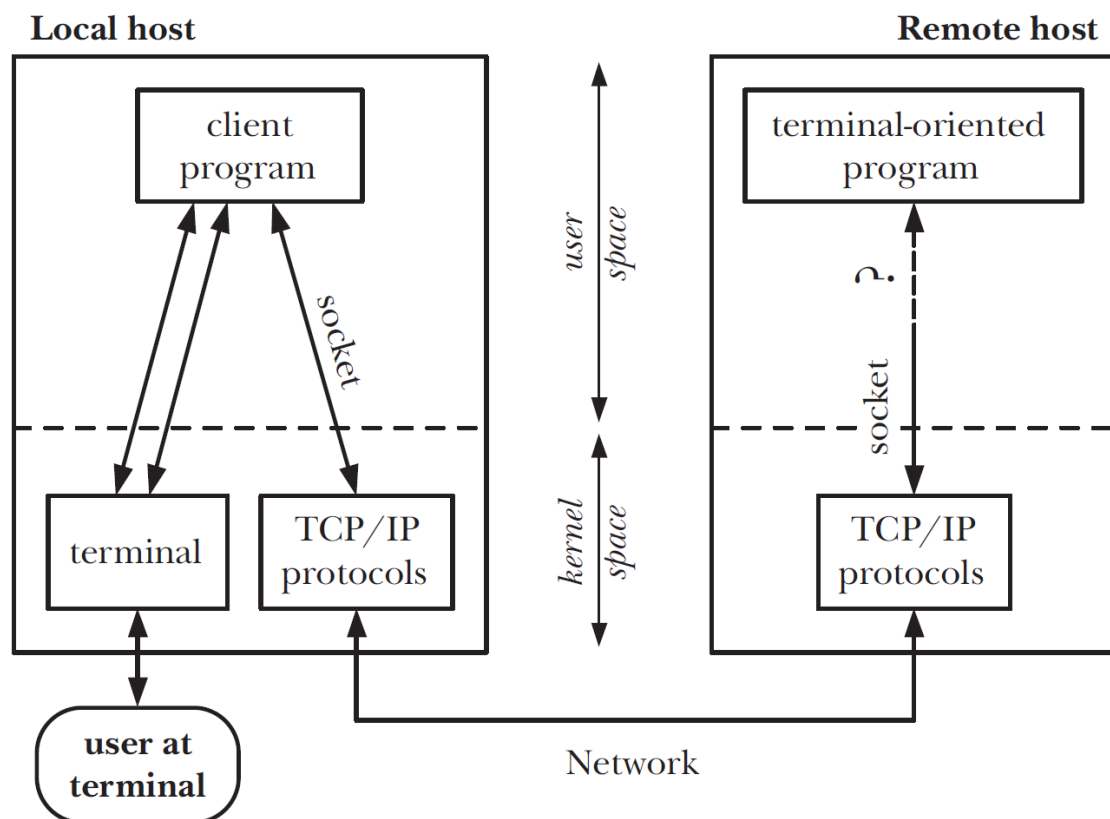 Local host
Remote host
client
program
terminal-oriented
program
user
space
socket
?
socket
kernel
space
terminal
TCP/IP
protocols
TCP/IP
protocols
user at
terminal
Network